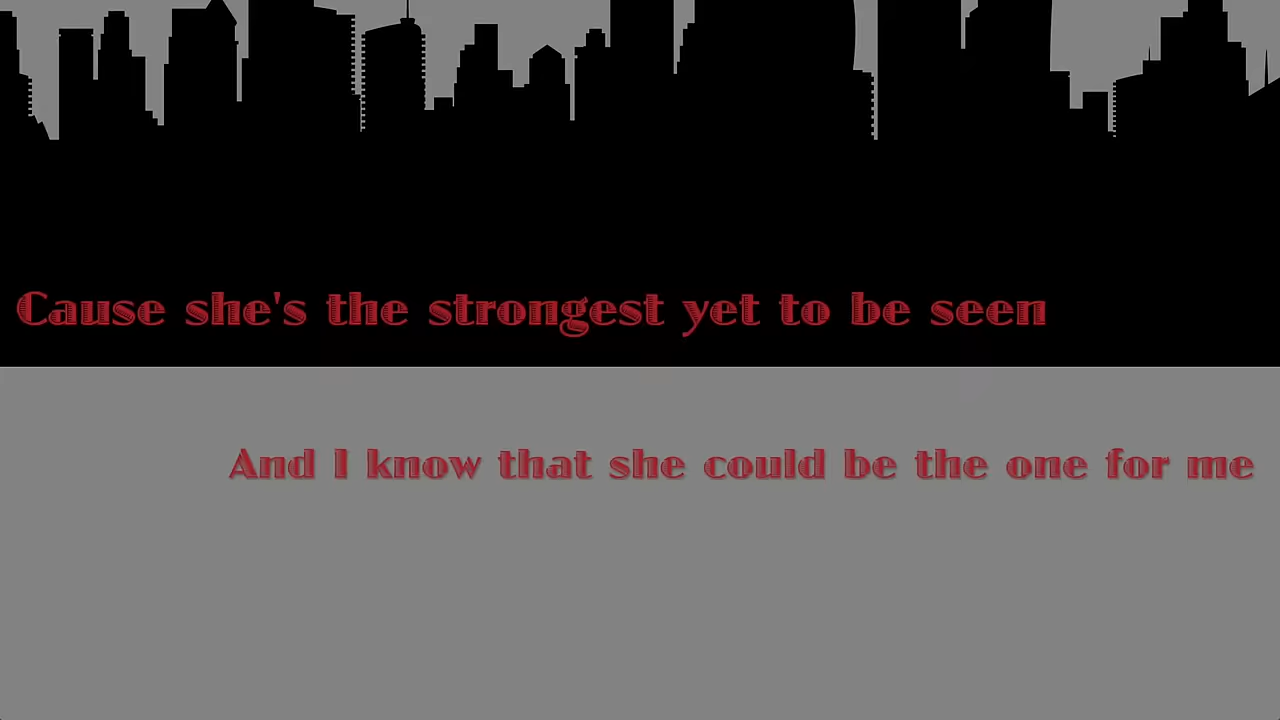 Cause she's the strongest yet to be seen
And I know that she could be the one for me